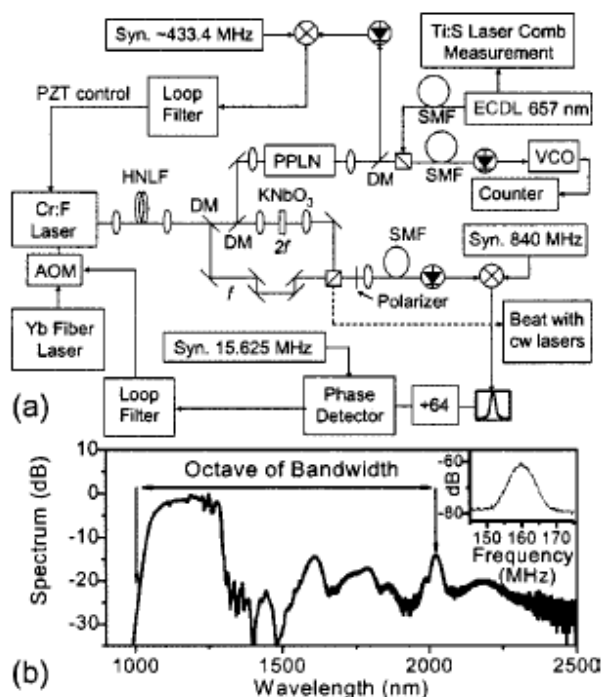 (a)
Syn. ~433.4 MHz
Ti:S Laser Comb
Measurement
PZT control
Loop
Filter
SMF
ECDL 657 nm
HNLF
PPLN
DM
SMF
VCO
Counter
Cr:F
Laser
DM
DM
KNbO3
2f
SMF
Syn. 840 MHz
AOM
f
Polarizer
Yb Fiber
Laser
Syn. 15.625 MHz
Beat with
cw lasers
Loop
Filter
Phase
Detector
÷64
(b)
Spectrum (dB)
10
0
-10
-20
-30
Octave of Bandwidth
dB
-60
-80
150 160 170
Frequency
(MHz)
1000 1500 2000 2500
Wavelength (nm)